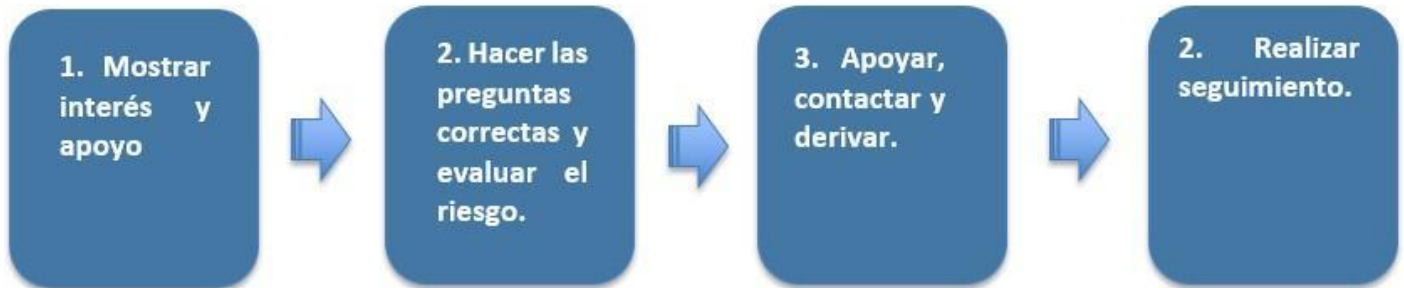 1. Mostrar
interés y
apoyo
2. Hacer las
preguntas
correctas y
evaluar el
riesgo.
3. Apoyar,
contactar y
derivar.
2. Realizar
seguimiento.